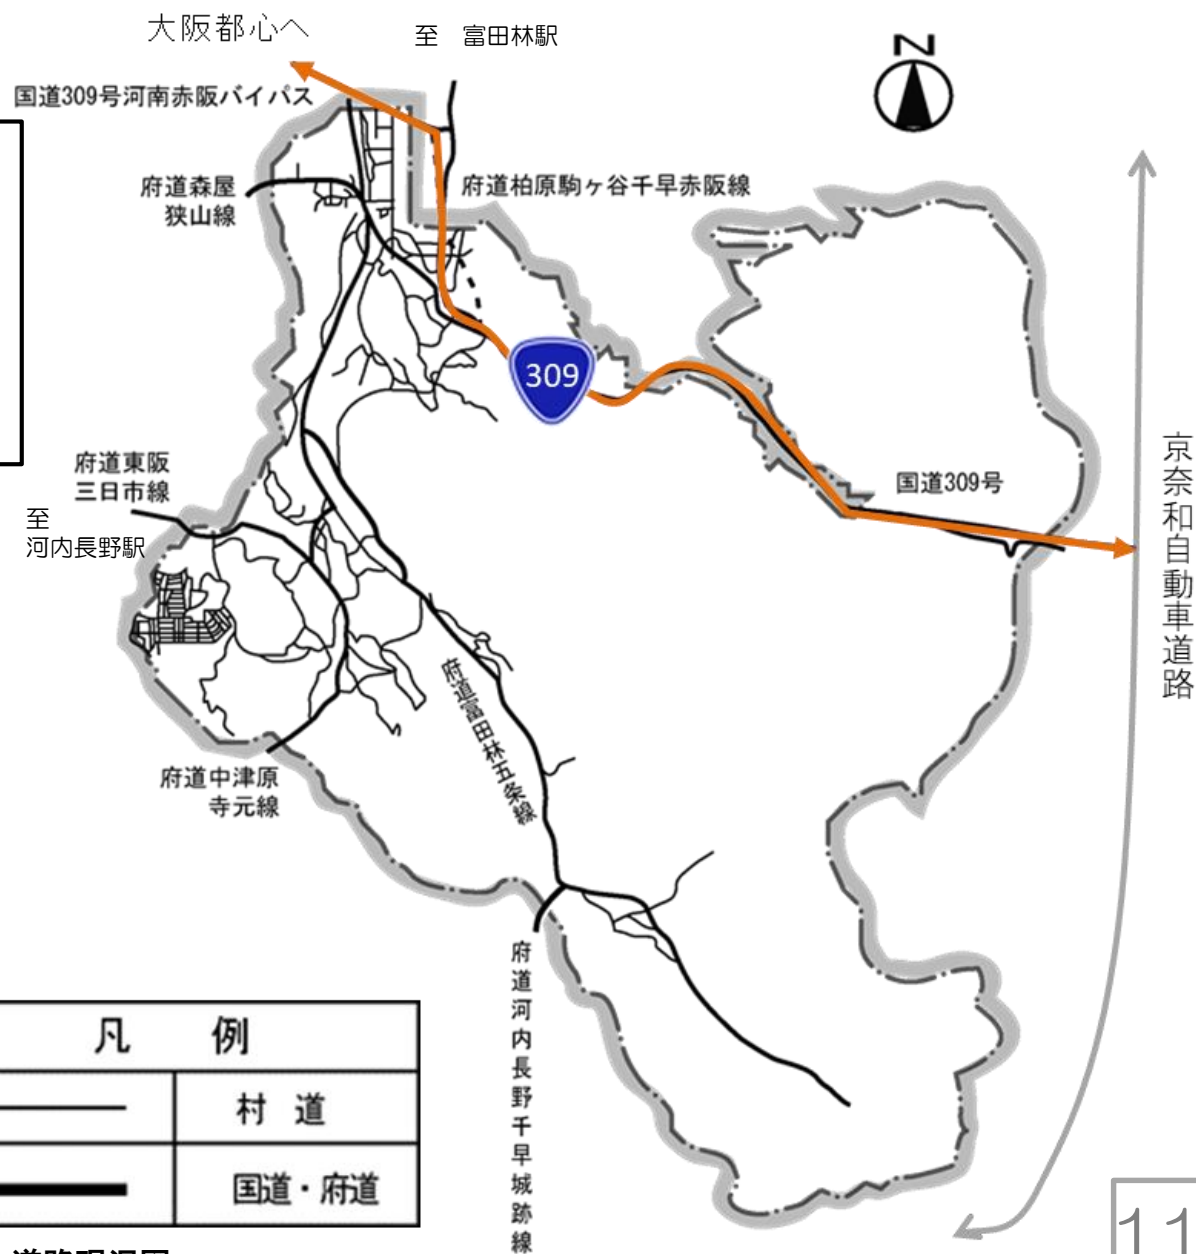 大阪都心へ
至　富田林駅
N
国道309号河南赤阪バイパス
府道森屋
狭山線
府道柏原駒ヶ谷千早赤阪線
309
国道309号
京奈和自動車道路
府道東阪
三日市線
至
河内長野駅
府道富田林五条線
府道中津原
寺元線
府道河内長野千早城跡線
凡　例
村　道
国道・府道
11